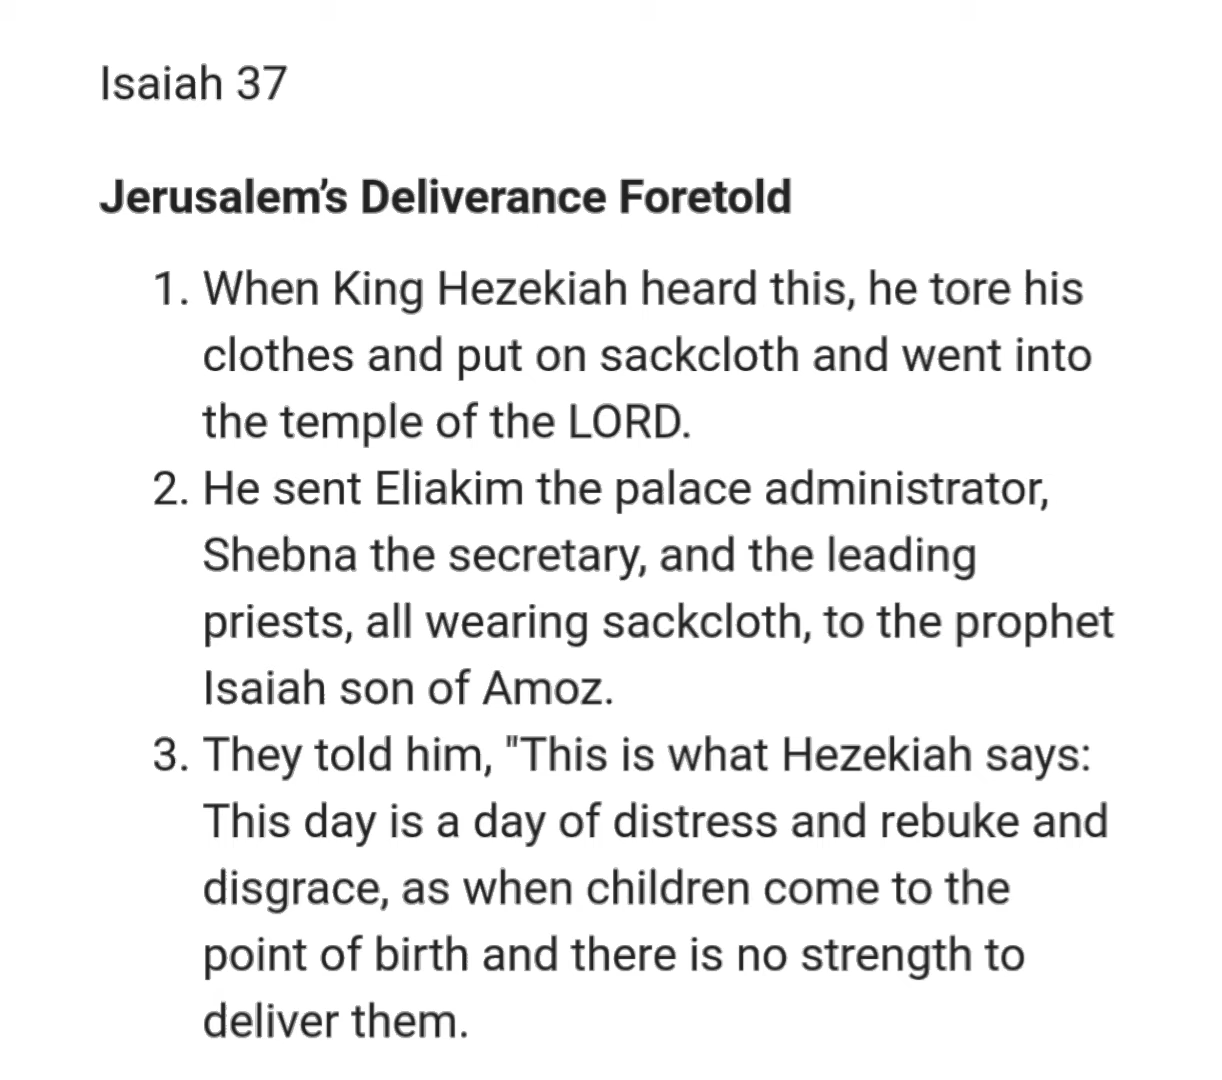 Isaiah 37
Jerusalem’s Deliverance Foretold
1. When King Hezekiah heard this, he tore his
clothes and put on sackcloth and went into
the temple of the LORD.
2. He sent Eliakim the palace administrator,
Shebna the secretary, and the leading
priests, all wearing sackcloth, to the prophet
Isaiah son of Amoz.
3. They told him, "This is what Hezekiah says:
This day is a day of distress and rebuke and
disgrace, as when children come to the
point of birth and there is no strength to
deliver them.